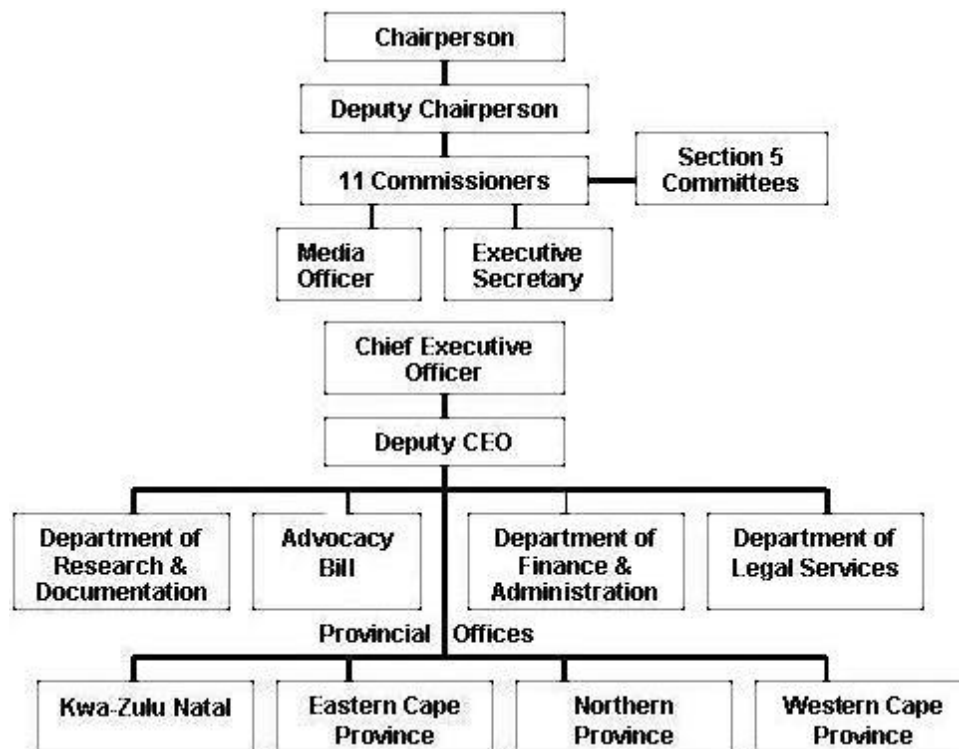 Chairperson
Deputy Chairperson
11 Commissioners
Section 5
Committees
Media
Officer
Executive
Secretary
Chief Executive
Officer
Deputy CEO
Department of
Research &
Documentation
Advocacy
Bill
Department of
Finance &
Administration
Department of
Legal Services
Provincial Offices
Kwa-Zulu Natal
Eastern Cape
Province
Northern
Province
Western Cape
Province